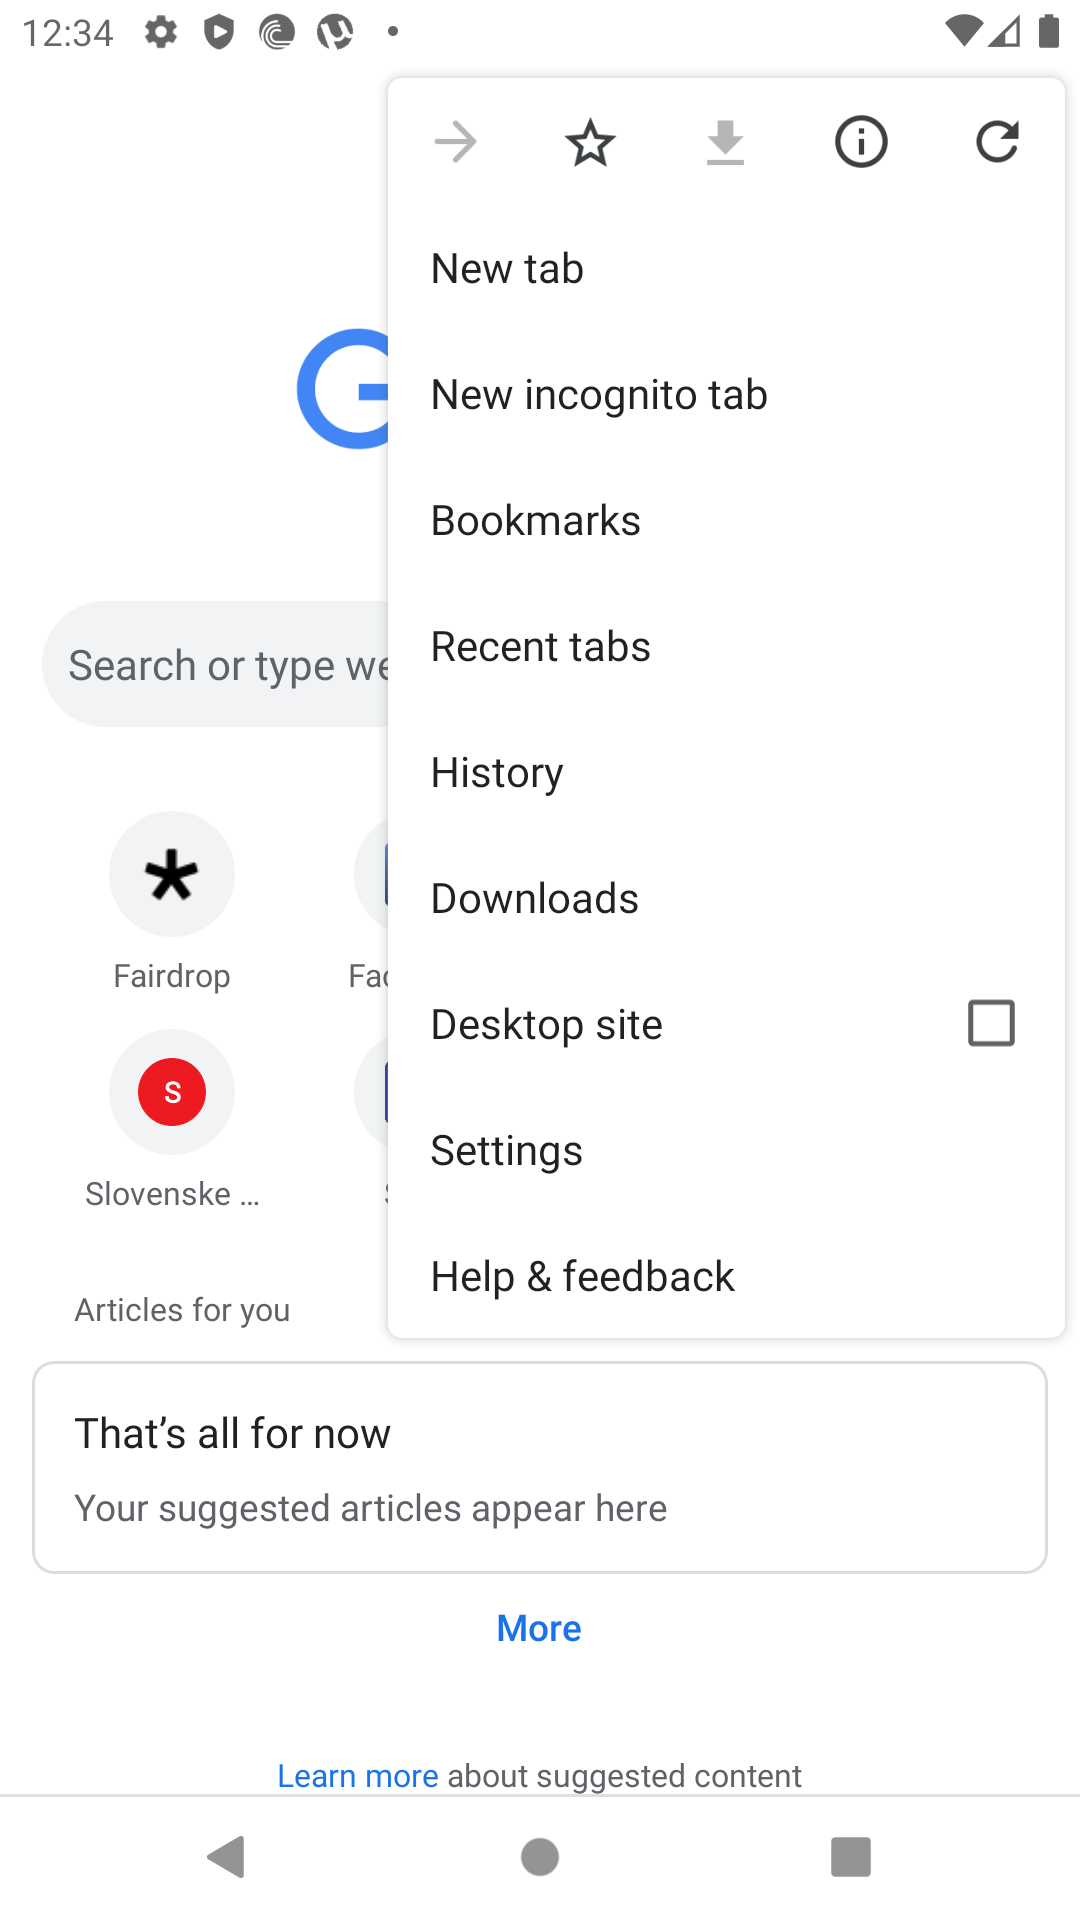 12:34
New tab
New incognito tab
Bookmarks
Search or type we
Recent tabs
History
Downloads
Fairdrop
Fac
Desktop site
S
Settings
Slovenske ...
Help & feedback
Articles for you
That's all for now
Your suggested articles appear here
More
Learn more about suggested content